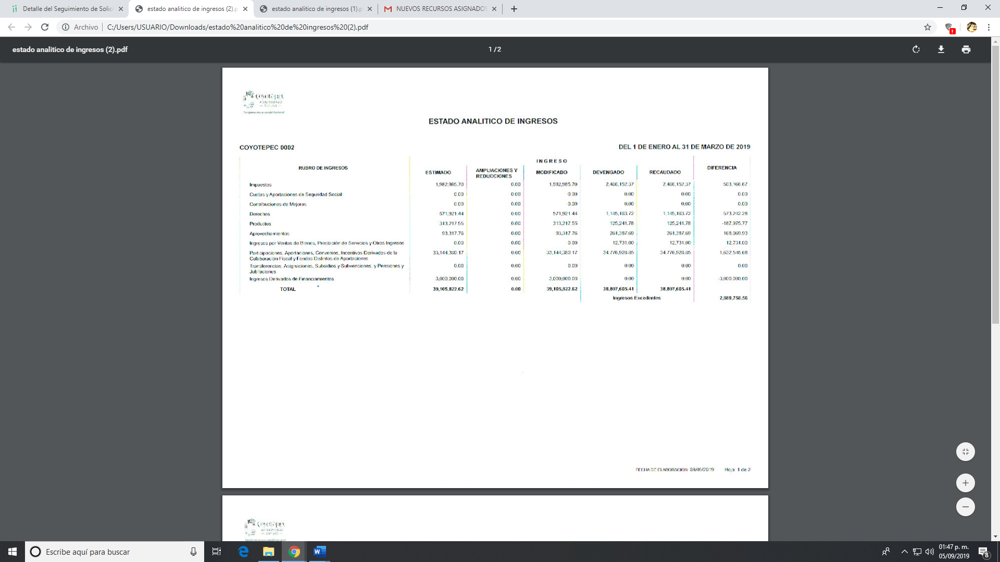 Detalle del Seguimiento de Solici
estado analitico de ingresos (2).p
estado analitico de ingresos (1).p
NUEVOS RECURSOS ASIGNADOS
Archivo C:/Users/USUARIO/Downloads/estado%20analitico%20de%20ingresos%20(2).pdf
estado analitico de ingresos (2).pdf 1 / 2
Coyotepec
ESTADO ANALITICO DE INGRESOS
COYOTEPEC 0002 DEL 1 DE ENERO AL 31 DE MARZO DE 2019
INGRESO
RUBRO DE INGRESOS ESTIMADO AMPLIACIONES Y REDUCCIONES MODIFICADO DEVENGADO RECAUDADO DIFERENCIA
Impuestos 1,982,985.70 0.00 1,982,985.70 2,486,152.37 2,486,152.37 503,166.67
Cuotas y Aportaciones de Seguridad Social 0.00 0.00 0.00 0.00 0.00 0.00
Contribuciones de Mejoras 0.00 0.00 0.00 0.00 0.00 0.00
Derechos 571,921.44 0.00 571,921.44 1,145,163.72 1,145,163.72 573,242.28
Productos 313,217.55 0.00 313,217.55 125,241.78 125,241.78 -187,975.77
Aprovechamientos 93,317.76 0.00 93,317.76 261,387.69 261,387.69 168,069.93
Ingresos por Ventas de Bienes, Prestación de Servicios y Otros Ingresos 0.00 0.00 0.00 12,731.00 12,731.00 12,731.00
Participaciones, Aportaciones, Convenios, Incentivos Derivados de la
Colaboración Fiscal y Fondos Distintos de Aportaciones 33,144,380.17 0.00 33,144,380.17 34,776,928.85 34,776,928.85 1,632,548.68
Transferencias, Asignaciones, Subsidios y Subvenciones, y Pensiones y
Jubilaciones 0.00 0.00 0.00 0.00 0.00 0.00
Ingresos Derivados de Financiamientos 3,000,000.00 0.00 3,000,000.00 0.00 0.00 -3,000,000.00
TOTAL 39,105,822.62 0.00 39,105,822.62 38,807,605.41 38,807,605.41
Ingresos Excedentes 2,889,758.56
FECHA DE ELABORACION: 08/05/2019 Hoja: 1 de 2
Coyotepec
Escribe aquí para buscar
01:47 p. m.
05/09/2019
8